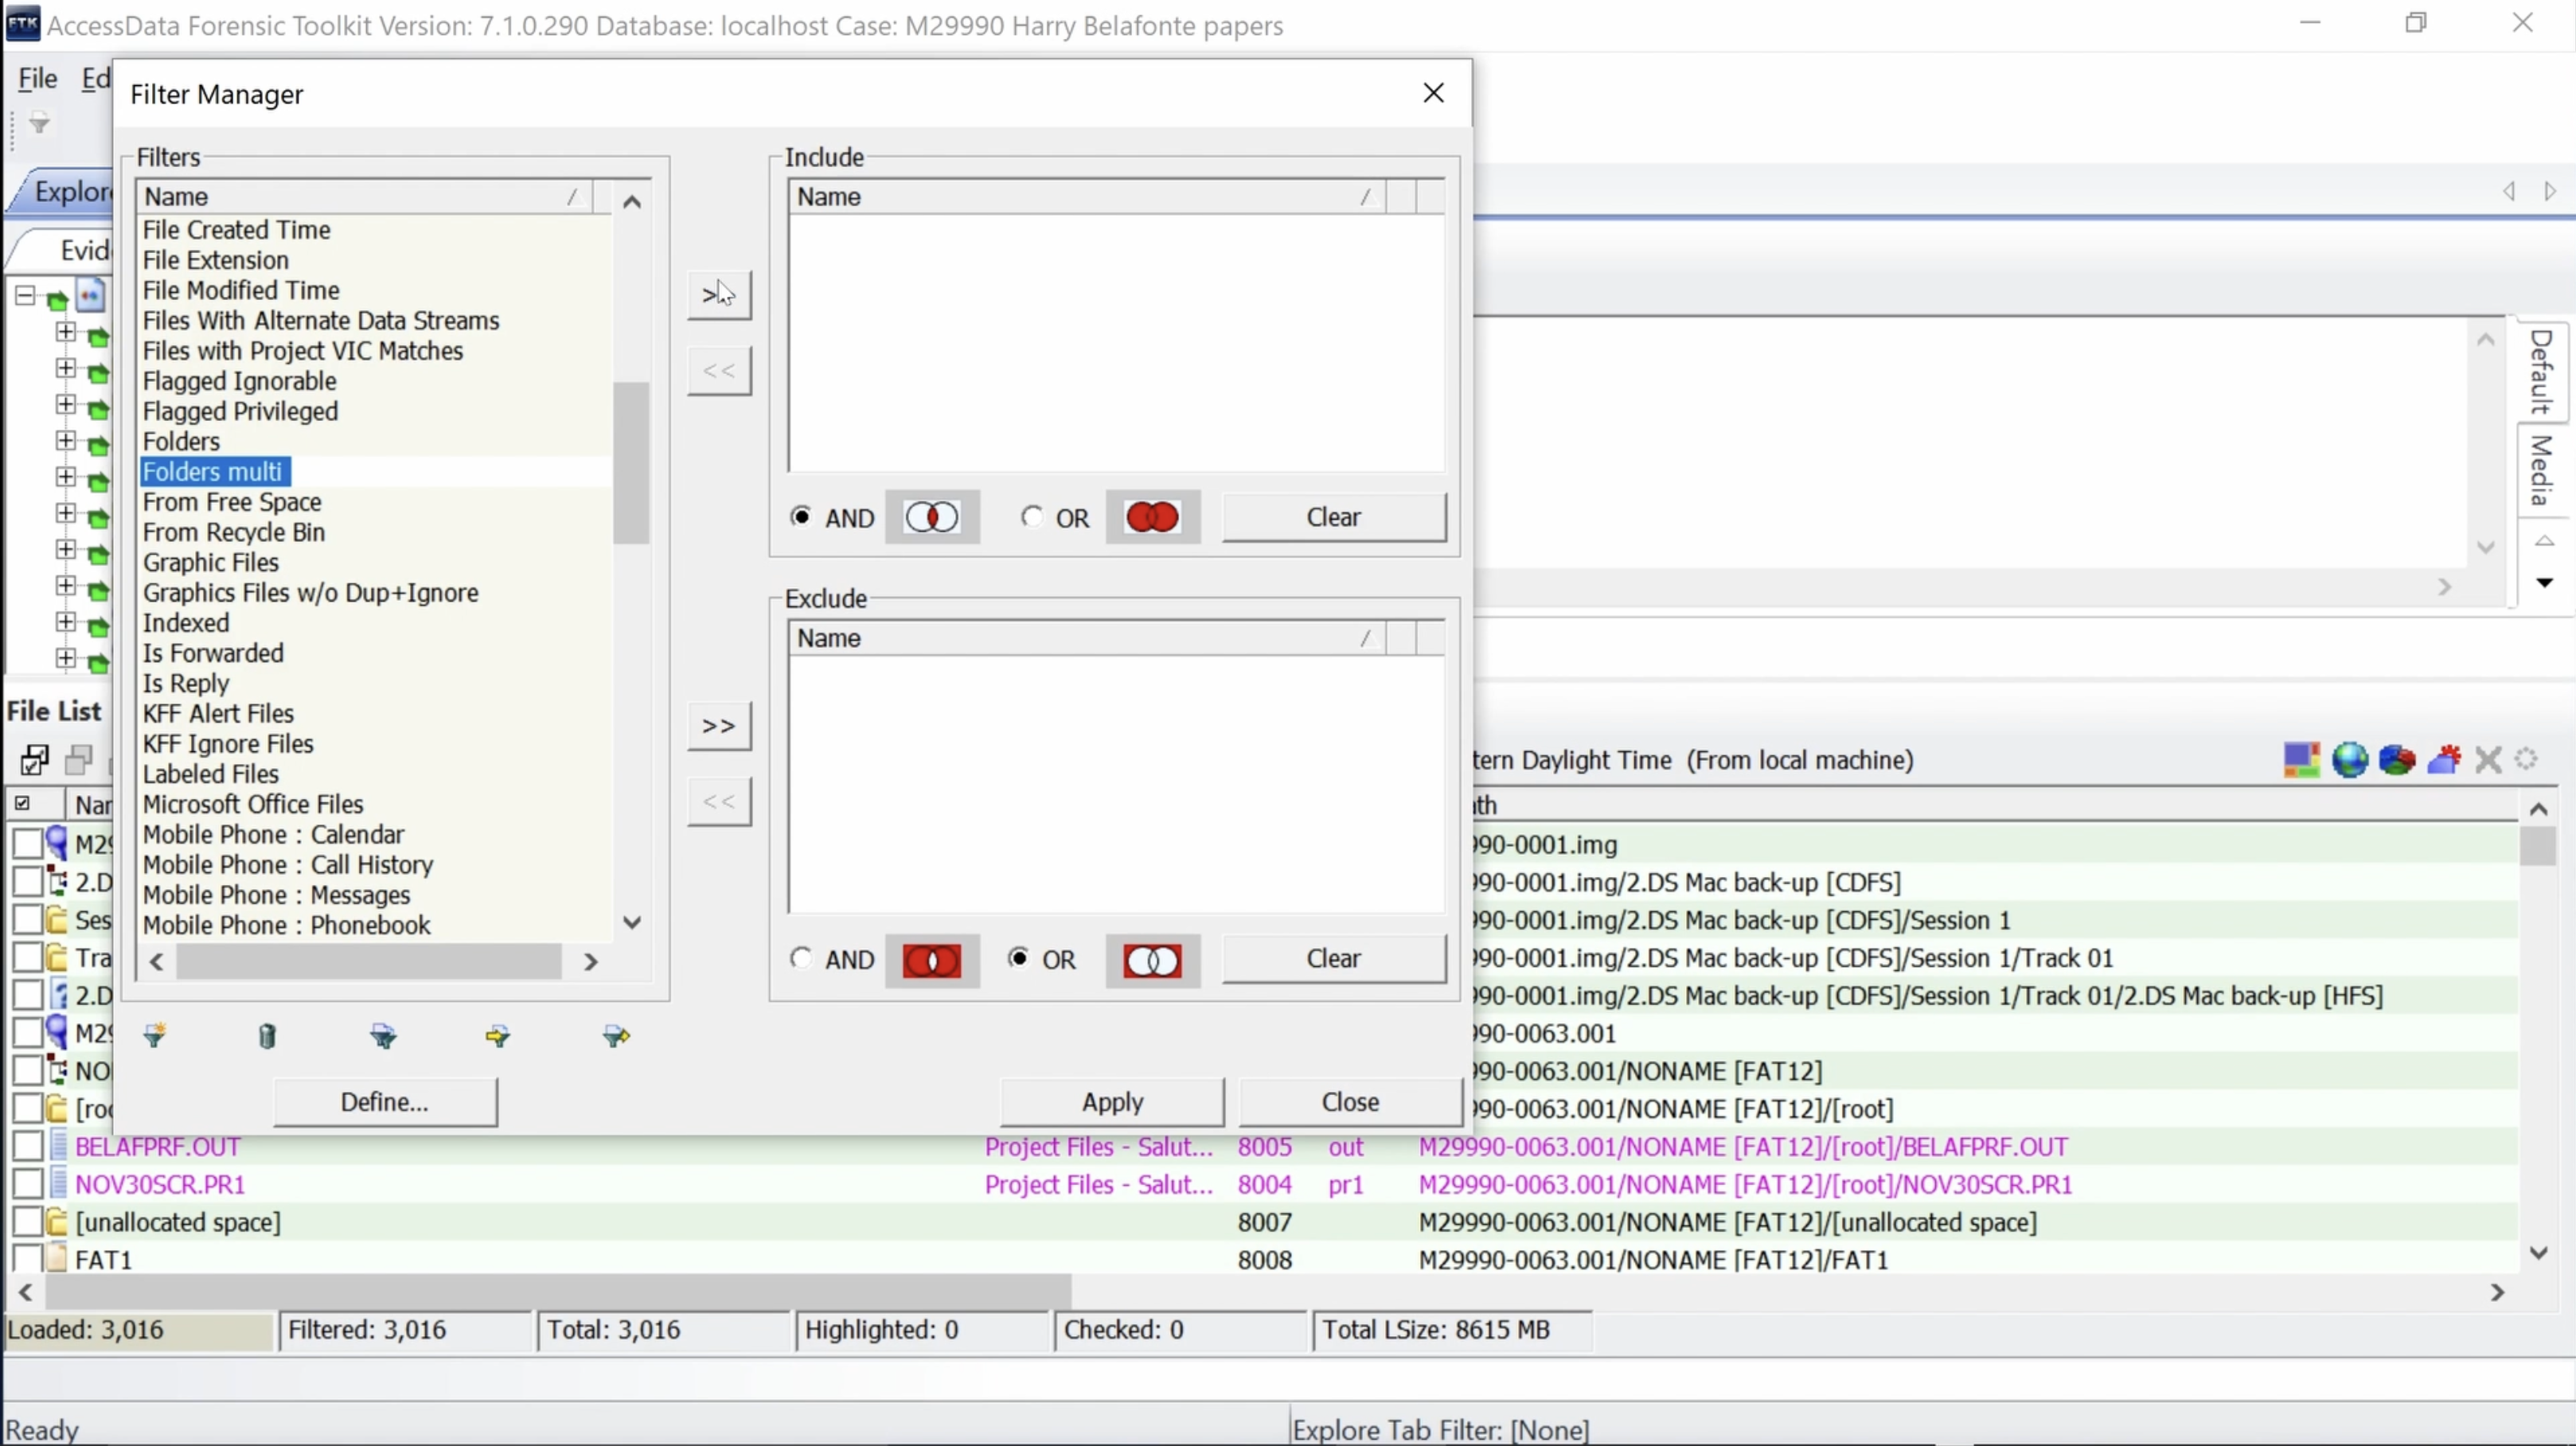 FTK AccessData Forensic Toolkit Version: 7.1.0.290 Database: localhost Case: M29990 Harry Belafonte papers
File Ed
Filter Manager
Explore
Evid
Filters
Name
File Created Time
File Extension
File Modified Time
Files With Alternate Data Streams
Files with Project VIC Matches
Flagged Ignorable
Flagged Privileged
Folders
Folders multi
From Free Space
From Recycle Bin
Graphic Files
Graphics Files w/o Dup+Ignore
Indexed
Is Forwarded
Is Reply
KFF Alert Files
KFF Ignore Files
Labeled Files
Microsoft Office Files
Mobile Phone : Calendar
Mobile Phone : Call History
Mobile Phone : Messages
Mobile Phone : Phonebook
Define...
>>
<<
>>
<<
Include
Name
AND OR Clear
Exclude
Name
AND OR Clear
Apply Close
Default
Media
File List
tern Daylight Time (From local machine)
Nar ath
M29 990-0001.img
2.D 990-0001.img/2.DS Mac back-up [CDFS]
Ses 990-0001.img/2.DS Mac back-up [CDFS]/Session 1
Tra 990-0001.img/2.DS Mac back-up [CDFS]/Session 1/Track 01
2.D 990-0001.img/2.DS Mac back-up [CDFS]/Session 1/Track 01/2.DS Mac back-up [HFS]
M29 990-0063.001
NO 990-0063.001/NONAME [FAT12]
[roo 990-0063.001/NONAME [FAT12]/[root]
BELAFPRF.OUT Project Files - Salut... 8005 out M29990-0063.001/NONAME [FAT12]/[root]/BELAFPRF.OUT
NOV30SCR.PR1 Project Files - Salut... 8004 pr1 M29990-0063.001/NONAME [FAT12]/[root]/NOV30SCR.PR1
[unallocated space] 8007 M29990-0063.001/NONAME [FAT12]/[unallocated space]
FAT1 8008 M29990-0063.001/NONAME [FAT12]/FAT1
Loaded: 3,016 Filtered: 3,016 Total: 3,016 Highlighted: 0 Checked: 0 Total LSize: 8615 MB
Ready Explore Tab Filter: [None]